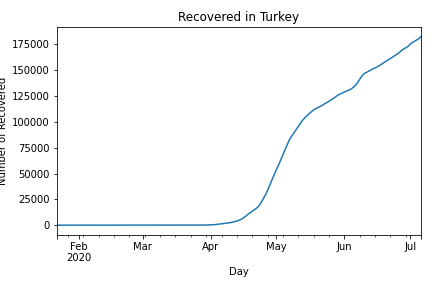 Recovered in Turkey
175000
150000
125000
100000
75000
50000
25000
0
Number of Recovered
Feb
2020
Mar
Apr
May
Jun
Jul
Day